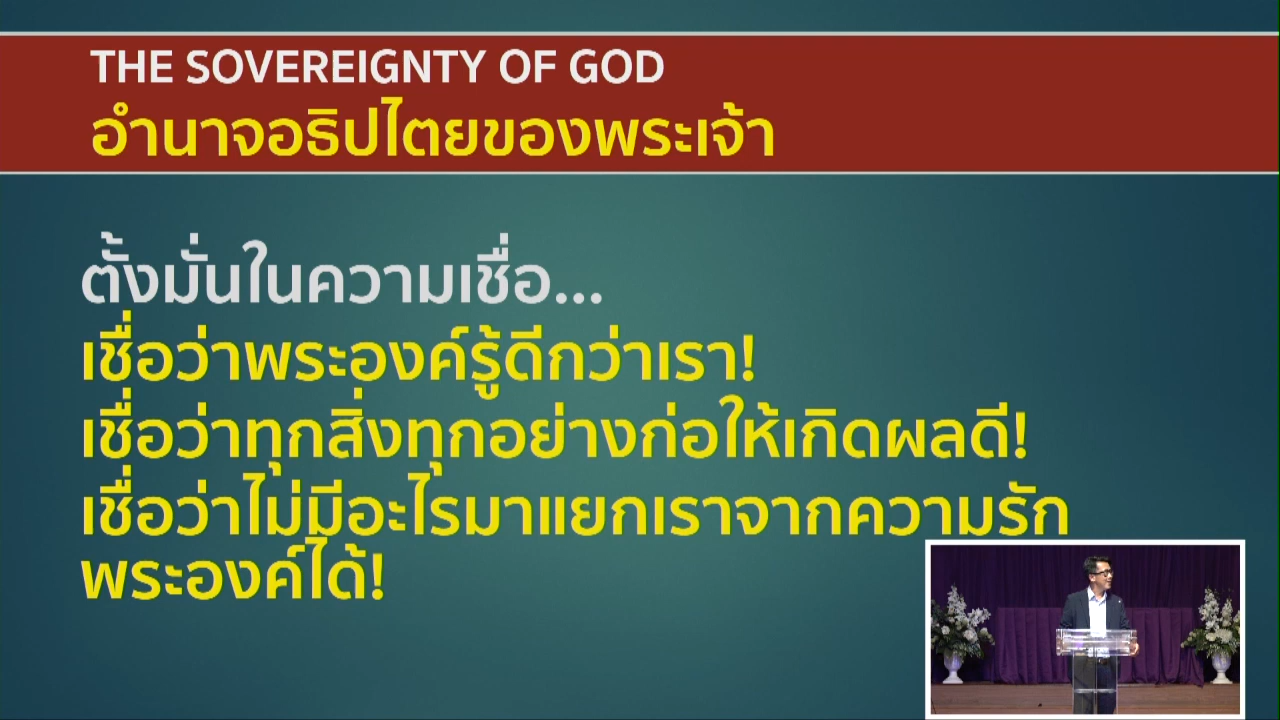 THE SOVEREIGNTY OF GOD
อำนาจอธิปไตยของพระเจ้า
ตั้งมั่นในความเชื่อ...
เชื่อว่าพระองค์รู้ดีกว่าเรา!
เชื่อว่าทุกสิ่งทุกอย่างก่อให้เกิดผลดี!
เชื่อว่าไม่มีอะไรมาแยกเราจากความรัก
พระองค์ได้!